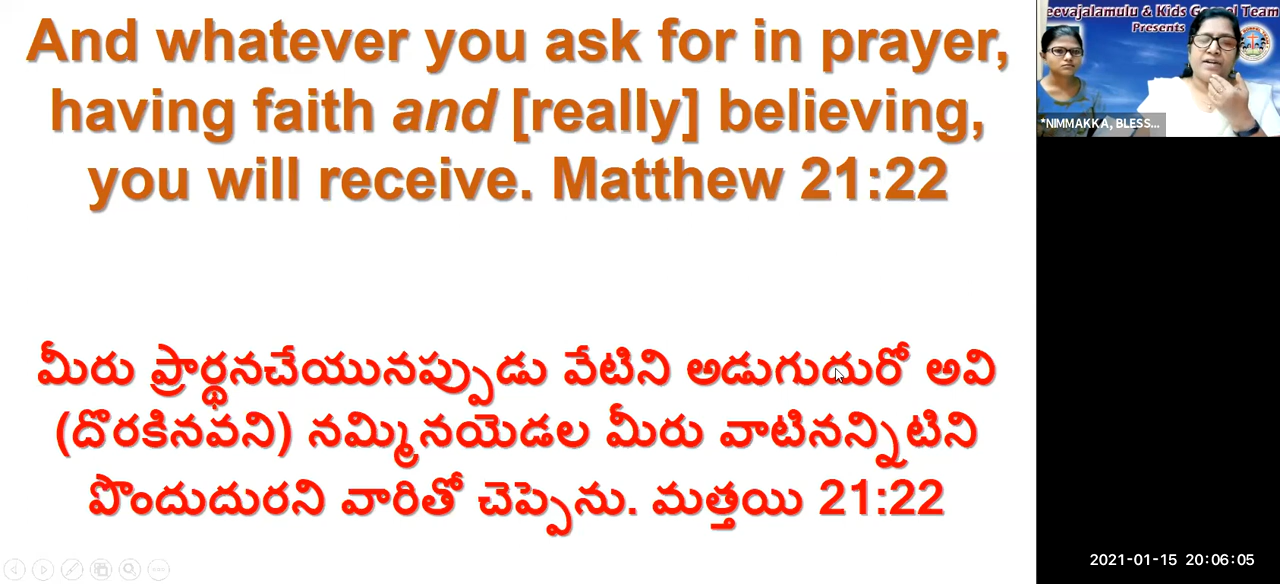 And whatever you ask for in prayer,
having faith and [really] believing,
you will receive. Matthew 21:22
మీరు ప్రార్థనచేయునప్పుడు వేటిని అడుగుదురో అవి
(దొరకినవని) నమ్మినయెడల మీరు వాటినన్నిటిని
పొందుదురని వారితో చెప్పెను. మత్తయి 21:22
eevajalamulu & Kids Gospel Team
Presents
*NIMMAKKA, BLESS...
2021-01-15 20:06:05